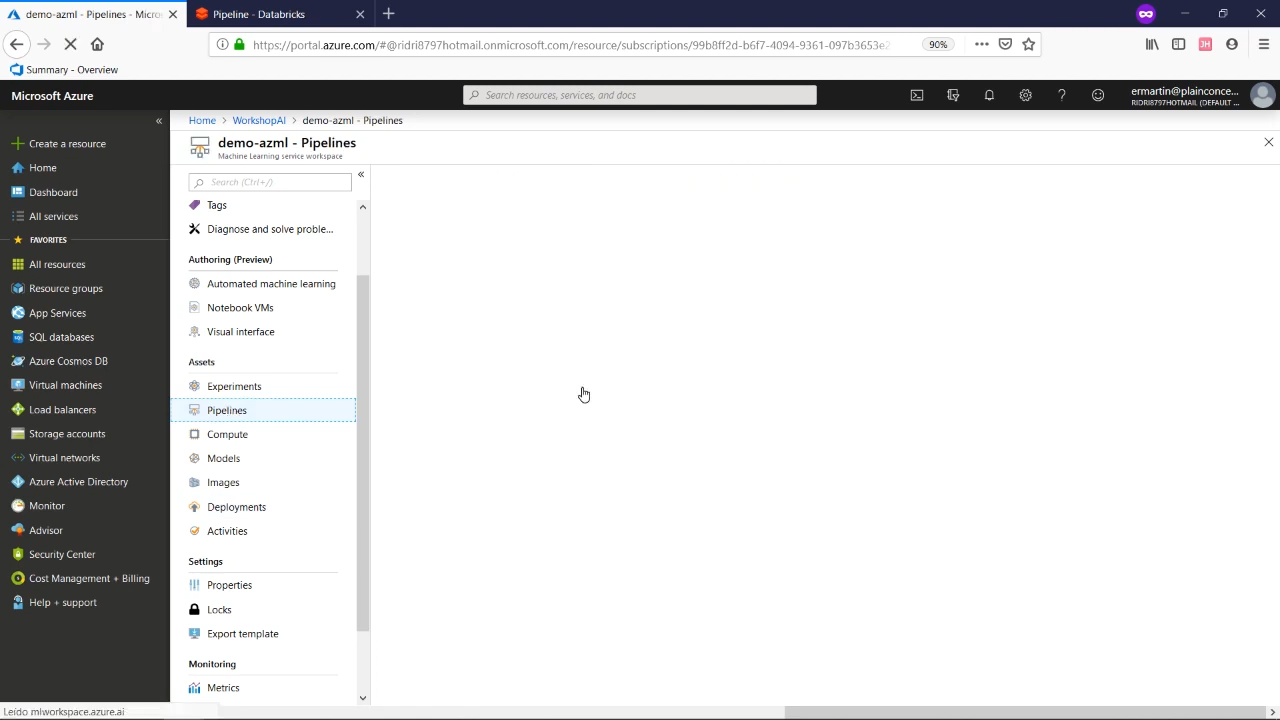 demo-azml - Pipelines - Micro
Pipeline - Databricks
https://portal.azure.com/#@ridri8797hotmail.onmicrosoft.com/resource/subscriptions/99b8ff2d-b6f7-4094-9361-097b3653e2
90%
JH
Summary - Overview
Microsoft Azure
Search resources, services, and docs
ermartin@plainconce...
RIDRI8797HOTMAIL (DEFAULT ...
Home > WorkshopAI > demo-azml - Pipelines
demo-azml - Pipelines
Machine Learning service workspace
Create a resource
Home
Dashboard
All services
FAVORITES
All resources
Resource groups
App Services
SQL databases
Azure Cosmos DB
Virtual machines
Load balancers
Storage accounts
Virtual networks
Azure Active Directory
Monitor
Advisor
Security Center
Cost Management + Billing
Help + support
Search (Ctrl+/)
Tags
Diagnose and solve proble...
Authoring (Preview)
Automated machine learning
Notebook VMs
Visual interface
Assets
Experiments
Pipelines
Compute
Models
Images
Deployments
Activities
Settings
Properties
Locks
Export template
Monitoring
Metrics
Leído mlworkspace.azure.ai